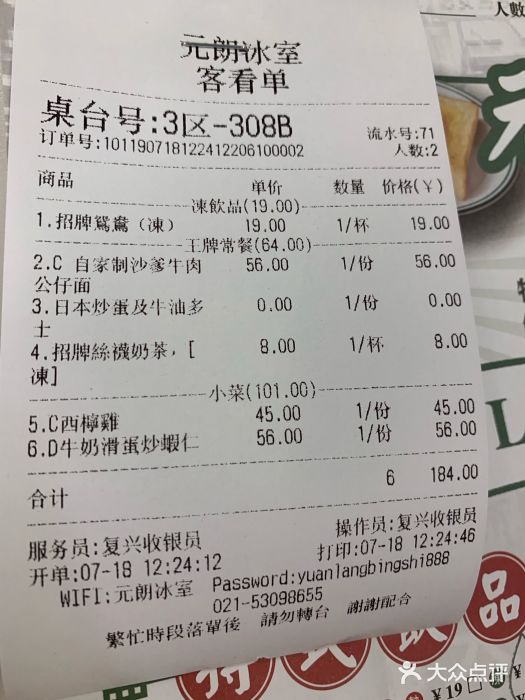 人數
元朗冰室
客看单
桌台号:3区-308B
订单号:101190718122412206100002
流水号:71
人数:2
商品 单价 数量 价格(¥)
凍飲品(19.00)
1.招牌鴛鴦(凍) 19.00 1/杯 19.00
王牌常餐(64.00)
2.C 自家制沙爹牛肉 56.00 1/份 56.00
公仔面
3.日本炒蛋及牛油多 0.00 1/份 0.00
士
4.招牌絲襪奶茶,[ 8.00 1/杯 8.00
凍]
小菜(101.00)
5.C西檸雞 45.00 1/份 45.00
6.D牛奶滑蛋炒蝦仁 56.00 1/份 56.00
合计 6 184.00
服务员:复兴收银员 操作员:复兴收银员
开单:07-18 12:24:12 打印:07-18 12:24:46
WIFI:元朗冰室 Password:yuanlangbingshi888
021-53098655
繁忙時段落單後 請勿轉台 謝謝配合
品
¥19
大众点评